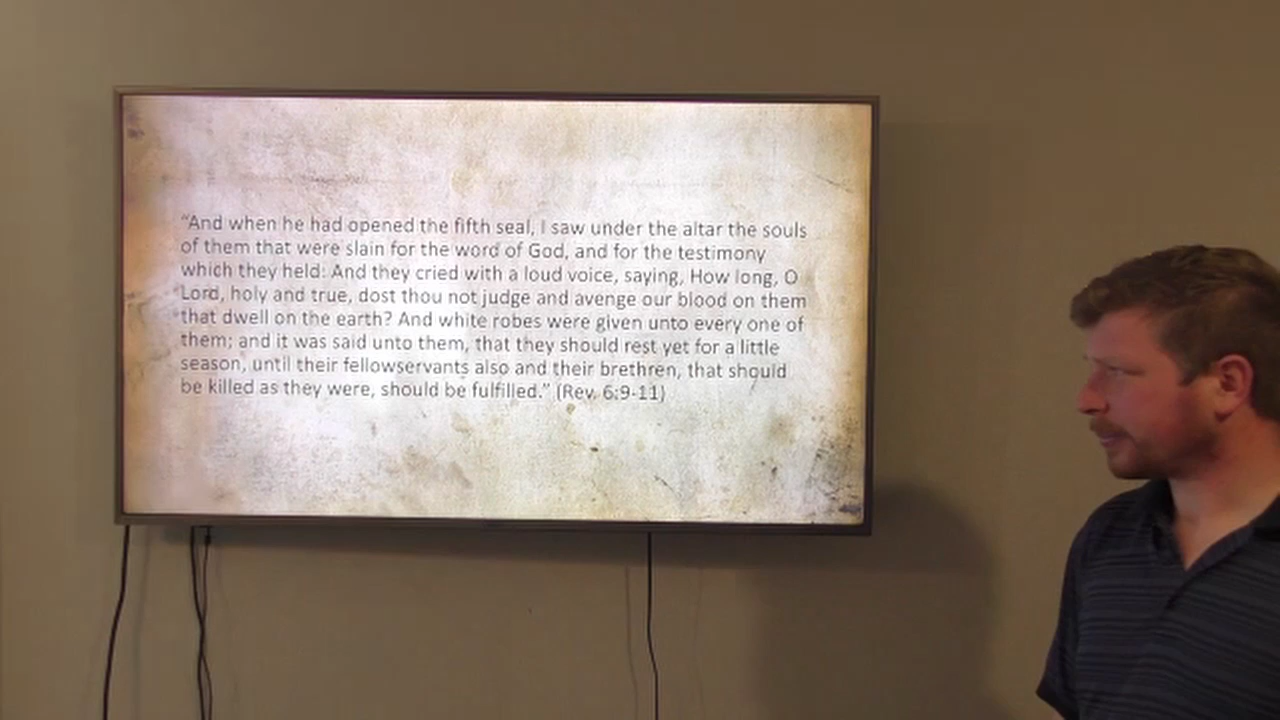 “And when he had opened the fifth seal, I saw under the altar the souls
of them that were slain for the word of God, and for the testimony
which they held: And they cried with a loud voice, saying, How long, O
Lord, holy and true, dost thou not judge and avenge our blood on them
that dwell on the earth? And white robes were given unto every one of
them; and it was said unto them, that they should rest yet for a little
season, until their fellowservants also and their brethren, that should
be killed as they were, should be fulfilled.” (Rev. 6:9-11)